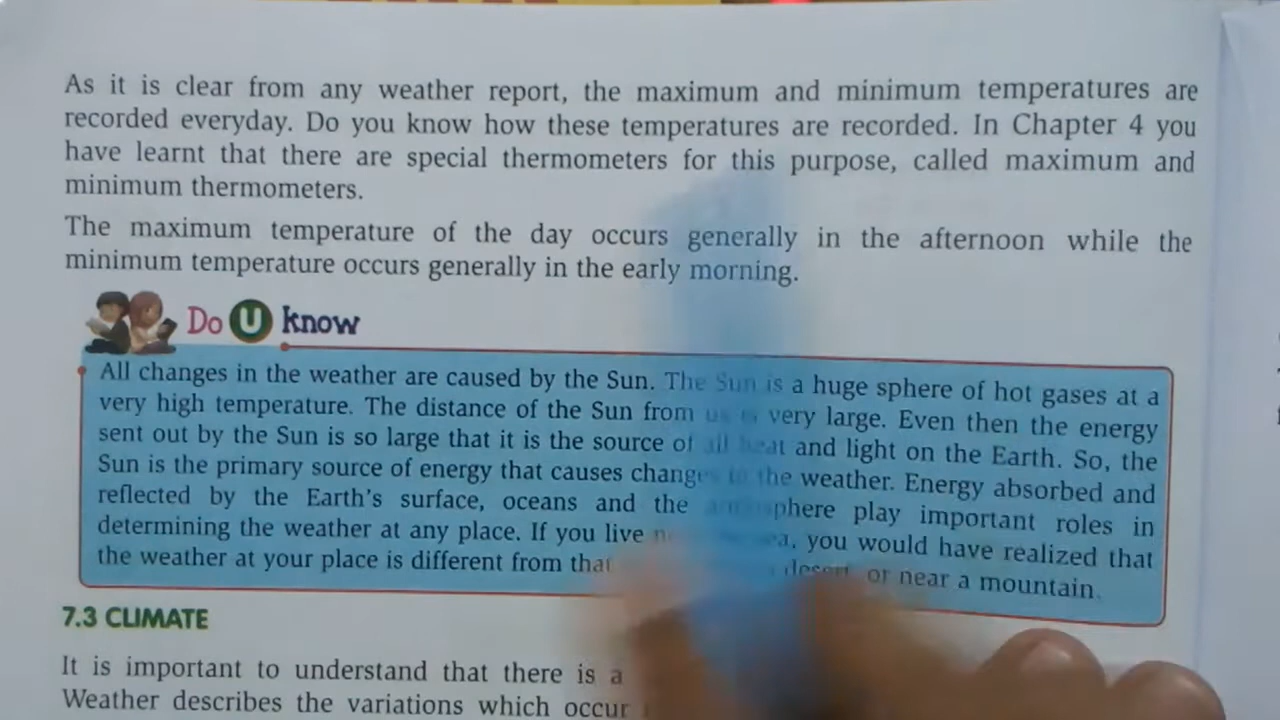 As it is clear from any weather report, the maximum and minimum temperatures are
recorded everyday. Do you know how these temperatures are recorded. In Chapter 4 you
have learnt that there are special thermometers for this purpose, called maximum and
minimum thermometers.
The maximum temperature of the day occurs generally in the afternoon while the
minimum temperature occurs generally in the early morning.
Do U know
All changes in the weather are caused by the Sun. The Sun is a huge sphere of hot gases at a
very high temperature. The distance of the Sun from us is very large. Even then the energy
sent out by the Sun is so large that it is the source of all heat and light on the Earth. So, the
Sun is the primary source of energy that causes changes in the weather. Energy absorbed and
reflected by the Earth's surface, oceans and the atmosphere play important roles in
determining the weather at any place. If you live you would have realized that
the weather at your place is different from that desert, or near a mountain.
7.3 CLIMATE
It is important to understand that there is a
Weather describes the variations which occur